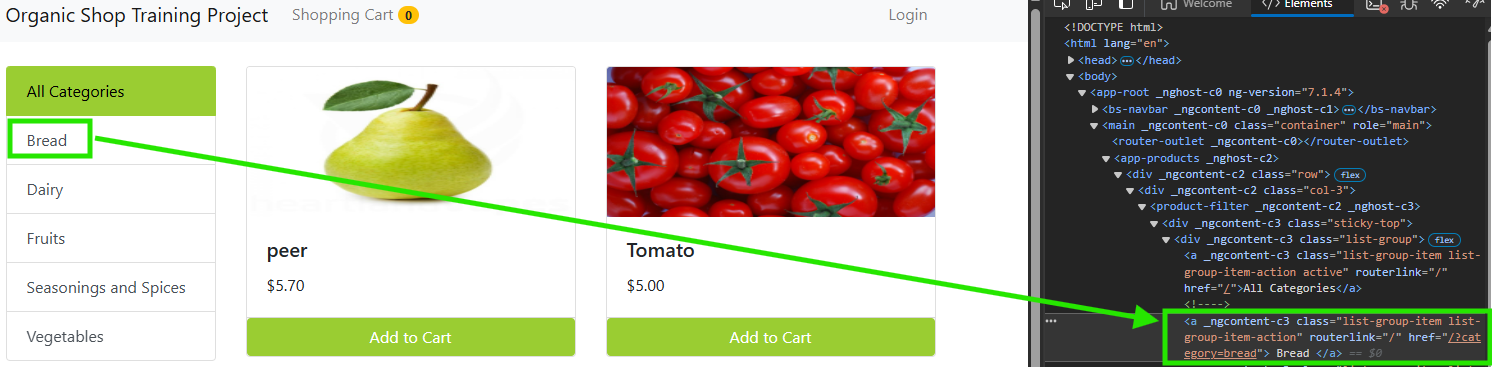 Organic Shop Training Project Shopping Cart 0 Login
All Categories
Bread
Dairy
Fruits
Seasonings and Spices
Vegetables
peer
$5.70
Add to Cart
Tomato
$5.00
Add to Cart
Welcome </> Elements
<!DOCTYPE html>
<html lang="en">
<head> ••• </head>
<body>
<app-root _nghost-c0 ng-version="7.1.4">
<bs-navbar _ngcontent-c0 _nghost-c1> ••• </bs-navbar>
<main _ngcontent-c0 class="container" role="main">
<router-outlet _ngcontent-c0></router-outlet>
<app-products _nghost-c2>
<div _ngcontent-c2 class="row"> flex
<div _ngcontent-c2 class="col-3">
<product-filter _ngcontent-c2 _nghost-c3>
<div _ngcontent-c3 class="sticky-top">
<div _ngcontent-c3 class="list-group"> flex
<a _ngcontent-c3 class="list-group-item list-
group-item-action active" routerlink="/"
href="/">All Categories</a>
<!---->
••• <a _ngcontent-c3 class="list-group-item list-
group-item-action" routerlink="/" href="/?cat
egory=bread"> Bread </a> == $0